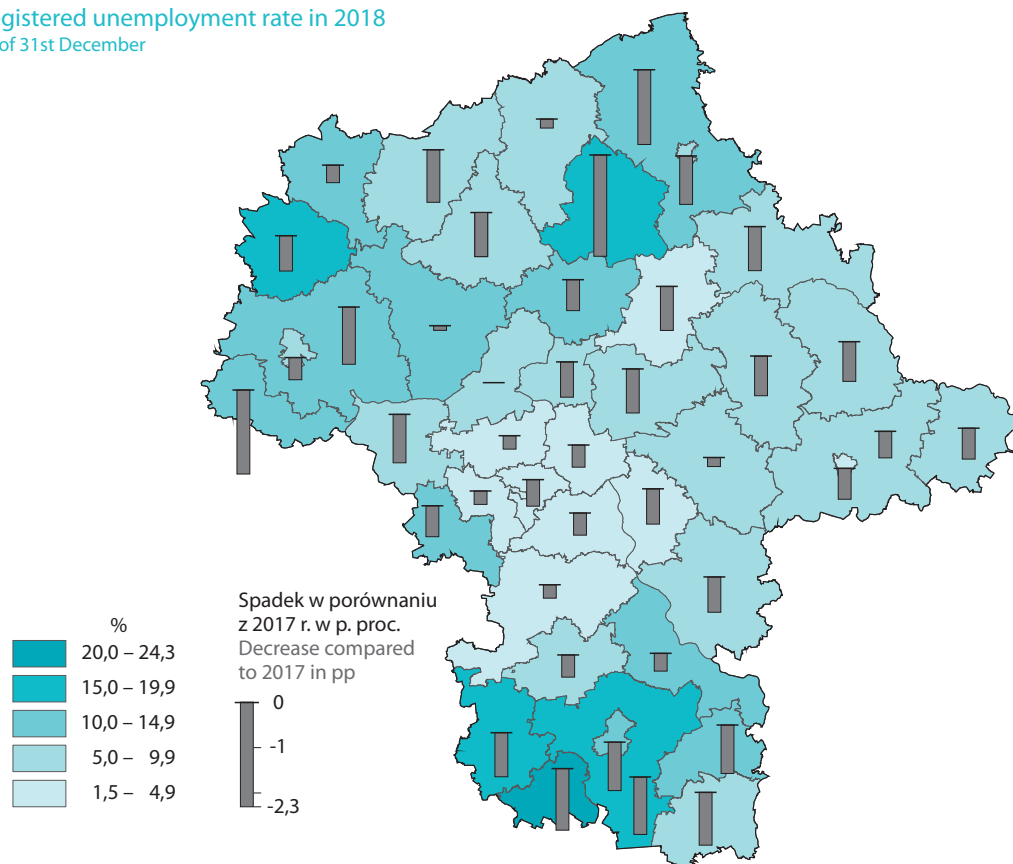 egistered unemployment rate in 2018
of 31st December
%
20,0 – 24,3
15,0 – 19,9
10,0 – 14,9
5,0 – 9,9
1,5 – 4,9
Spadek w porównaniu
z 2017 r. w p. proc.
Decrease compared
to 2017 in pp
0
-1
-2,3